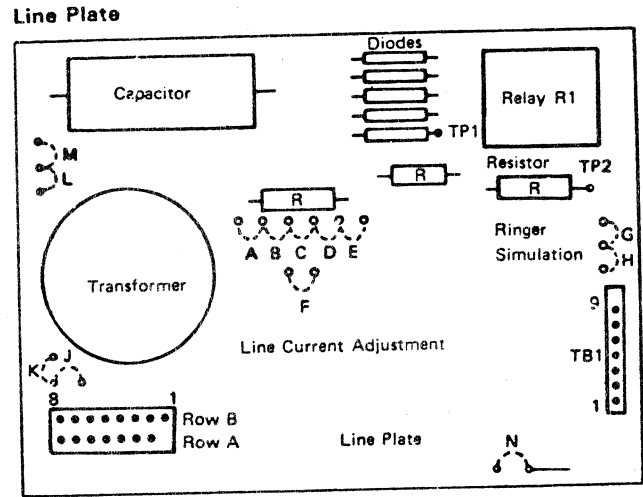 Line Plate
Diodes
Capacitor
Relay R1
TP1
M
L
R
Resistor
TP2
R
R
Ringer
Simulation
G
H
A B C D E
F
Transformer
9
TB1
1
Line Current Adjustment
K
J
8
1
Row B
Row A
Line Plate
N